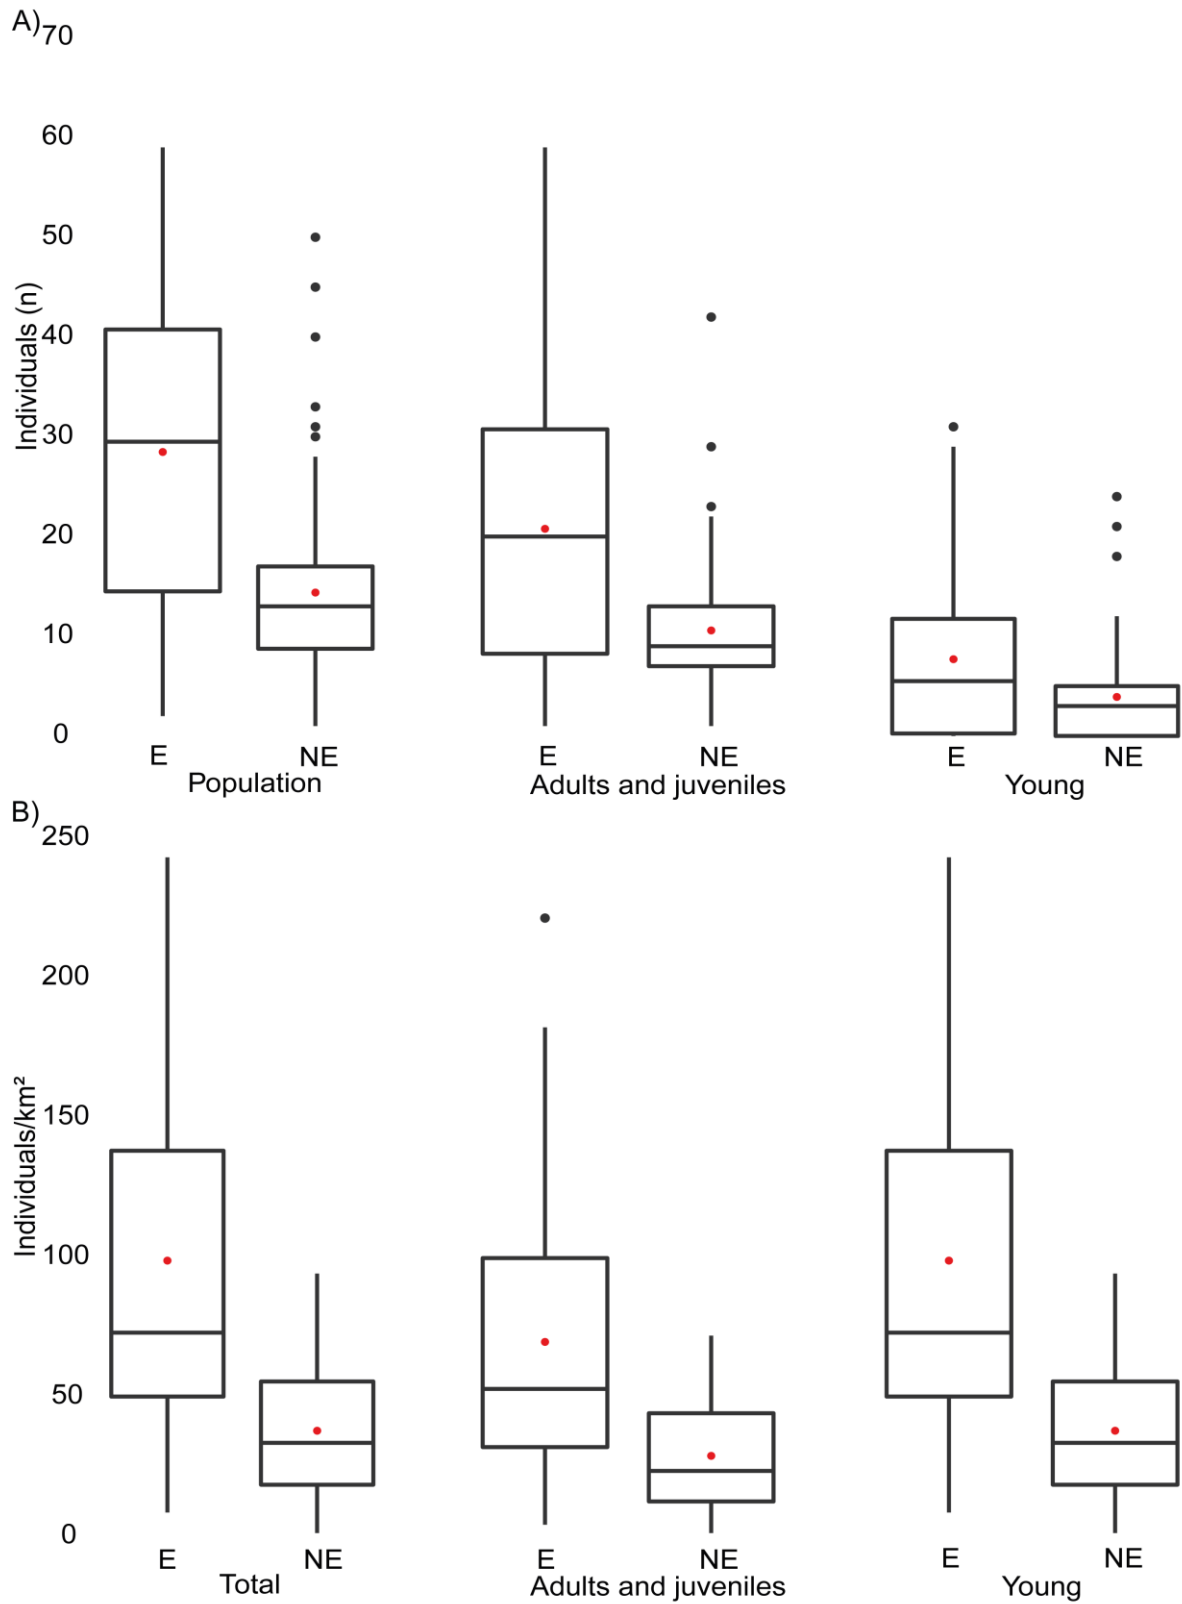 A)
70
60
50
40
30
20
10
0
Individuals (n)
E NE E NE E NE
Population Adults and juveniles Young
B)
250
200
150
100
50
0
Individuals/km²
E NE E NE E NE
Total Adults and juveniles Young